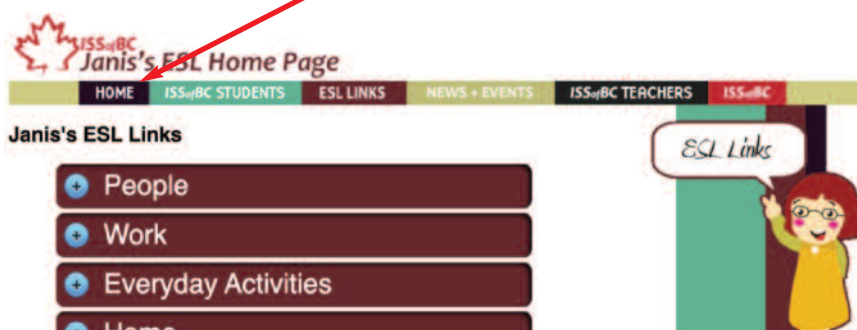 ISSofBC
Janis's ESL Home Page
HOME ISSofBC STUDENTS ESL LINKS NEWS + EVENTS ISSofBC TEACHERS ISSofBC
Janis's ESL Links
ESL Links
People
Work
Everyday Activities
Home